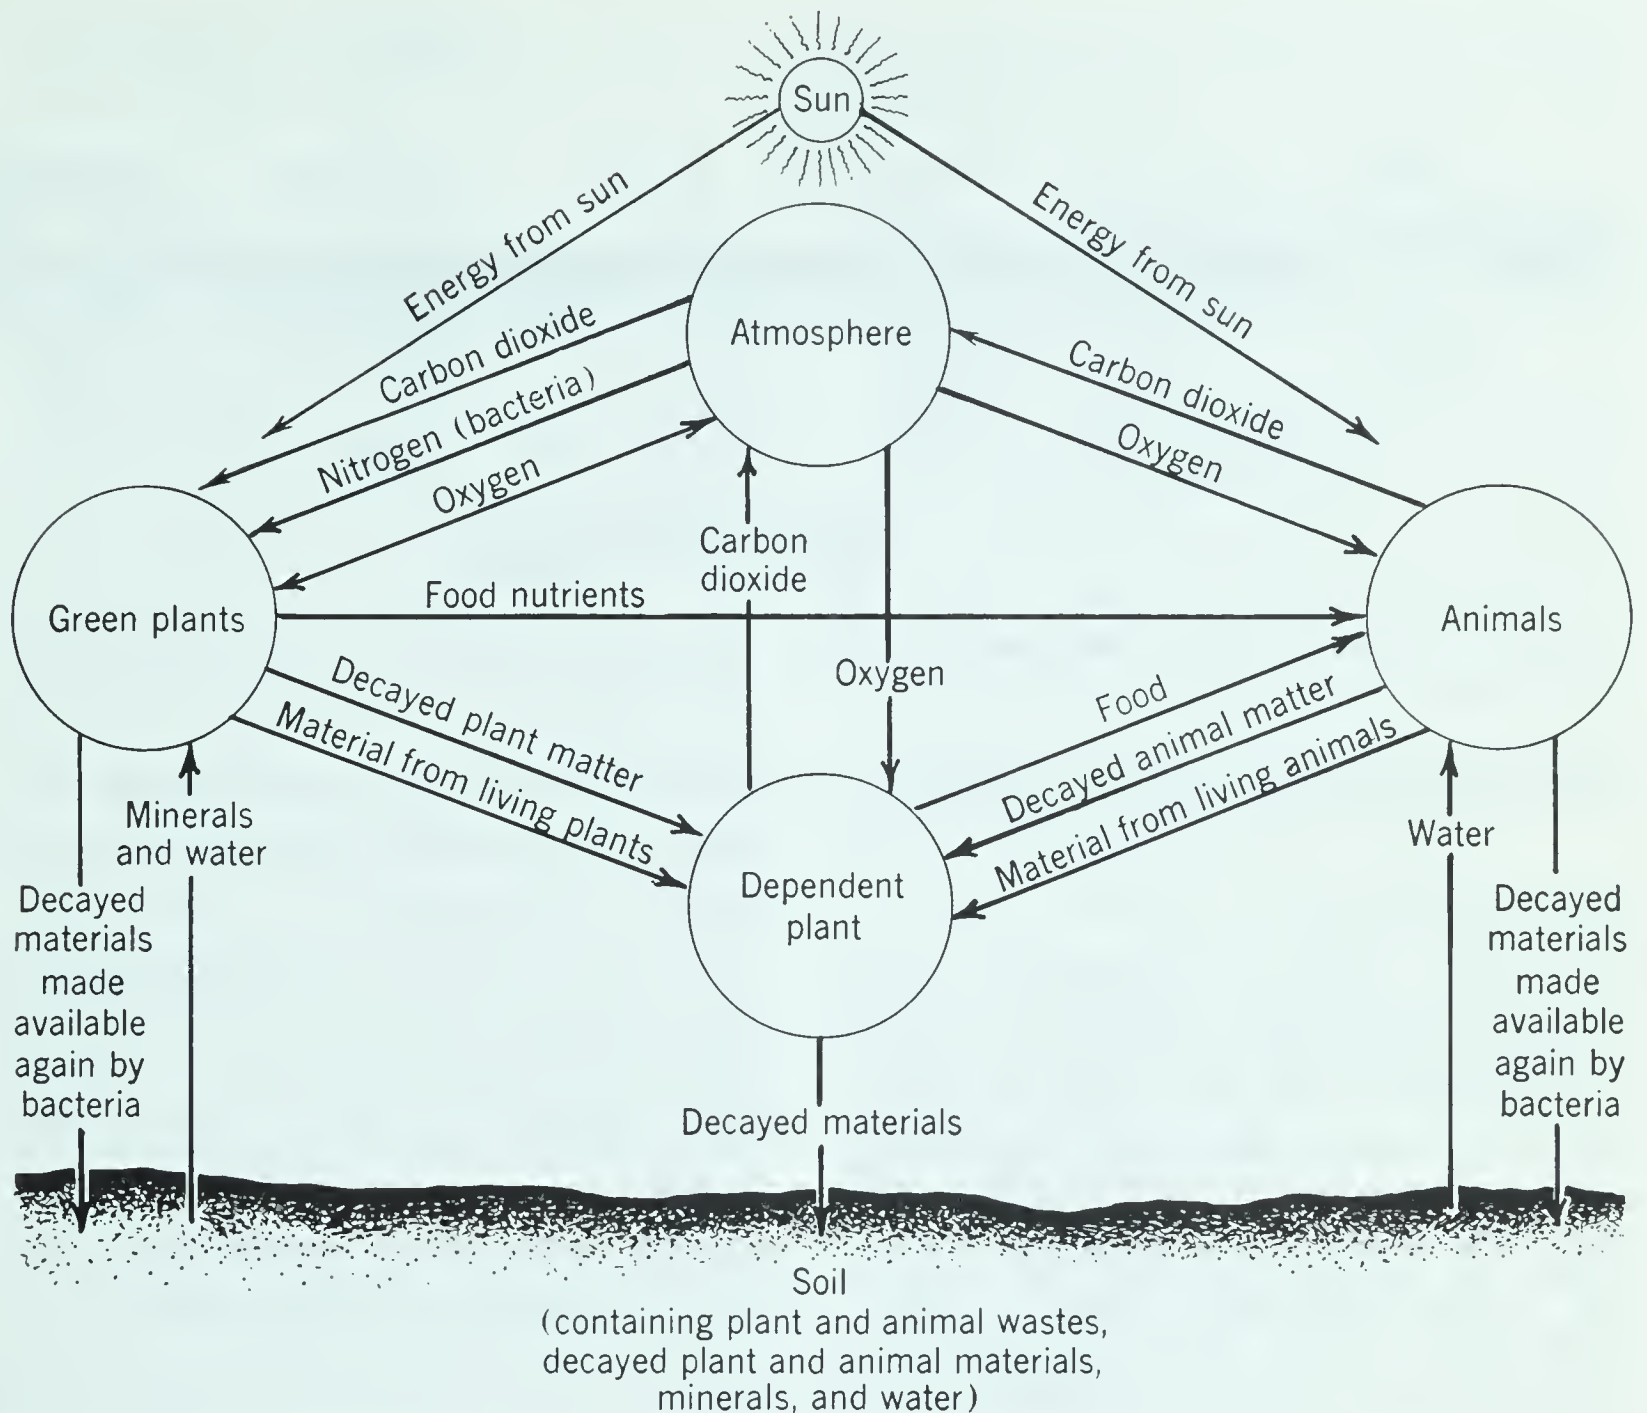 Sun
Energy from sun
Energy from sun
Atmosphere
Carbon dioxide
Nitrogen (bacteria)
Oxygen
Carbon dioxide
Oxygen
Carbon
dioxide
Oxygen
Green plants
Food nutrients
Animals
Decayed plant matter
Material from living plants
Food
Decayed animal matter
Material from living animals
Dependent
plant
Minerals
and water
Water
Decayed
materials
made
available
again by
bacteria
Decayed
materials
made
available
again by
bacteria
Decayed materials
Soil
(containing plant and animal wastes,
decayed plant and animal materials,
minerals, and water)